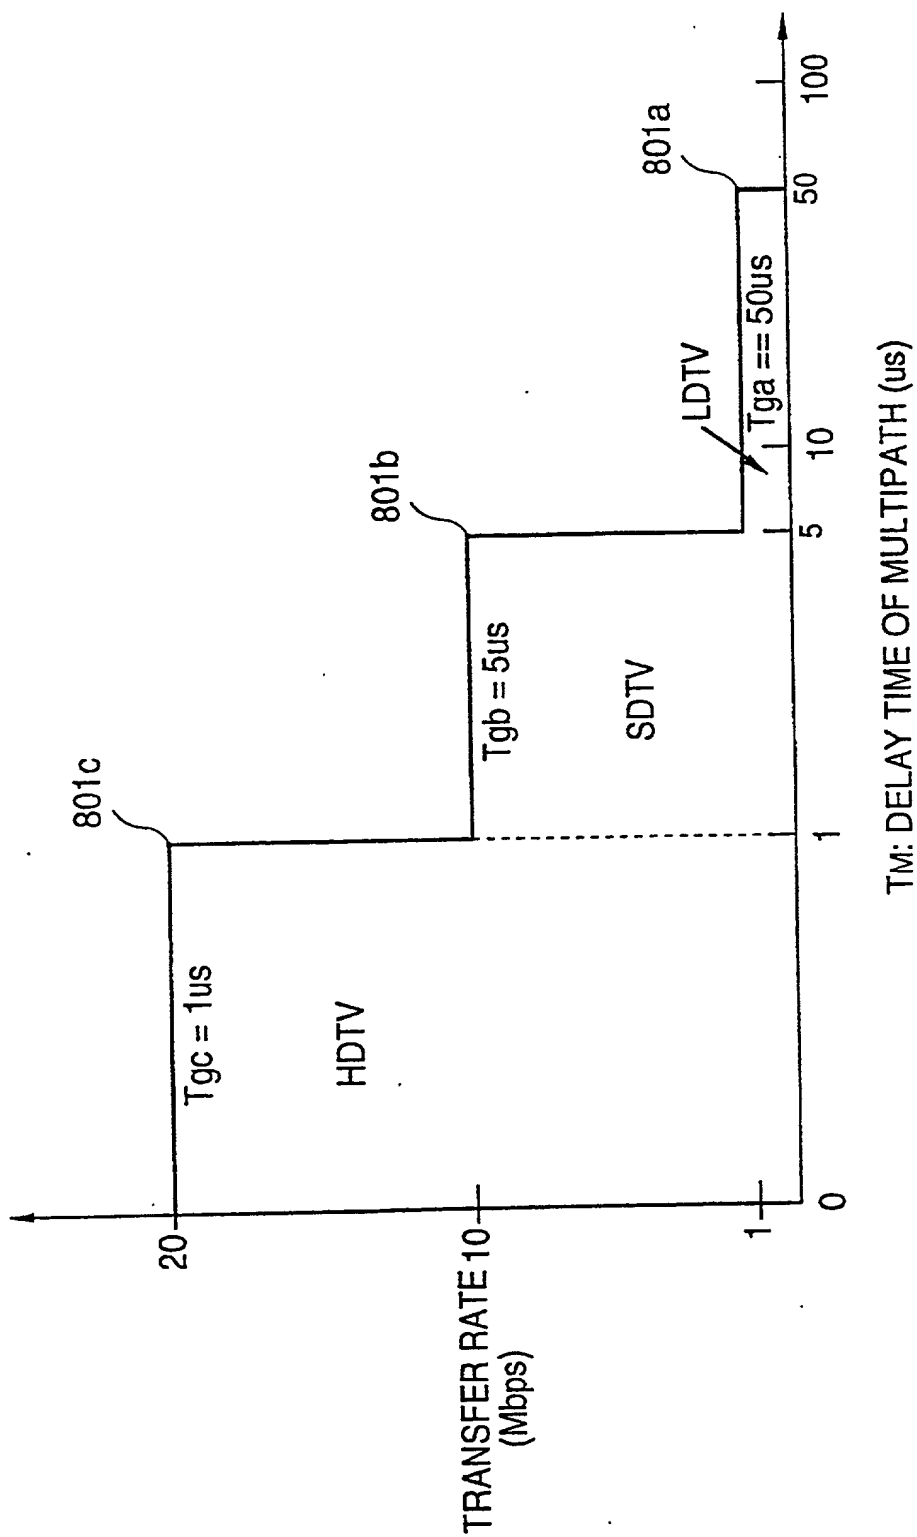 801c
801b
801a
20
Tgc = 1us
HDTV
TRANSFER RATE
(Mbps)
10
Tgb = 5us
SDTV
LDTV
1
Tga == 50us
0
1
5
10
50
100
TM: DELAY TIME OF MULTIPATH (us)